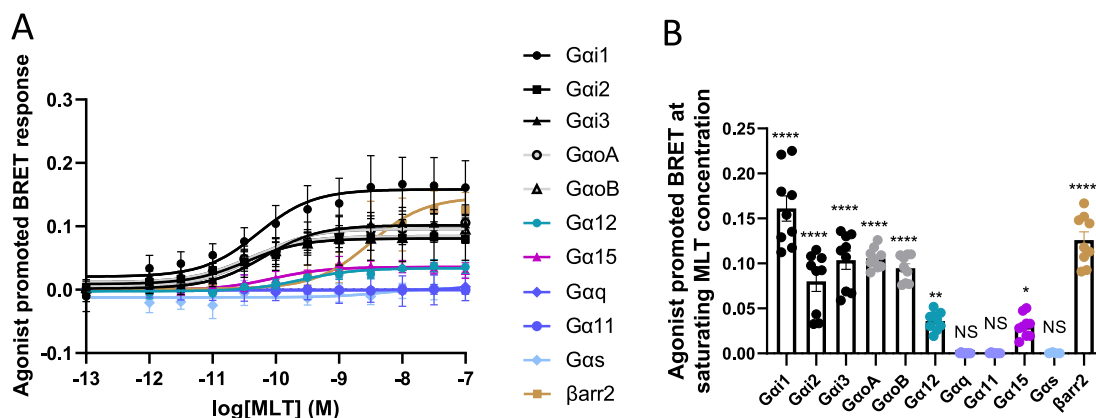 A
Agonist promoted BRET response
0.3
0.2
0.1
0.0
-0.1
-13
-12
-11
-10
-9
-8
-7
log[MLT] (M)
Gαi1
Gαi2
Gαi3
GαoA
GαoB
Gα12
Gα15
Gαq
Gα11
Gαs
βarr2
B
Agonist promoted BRET at
saturating MLT concentration
0.25
0.20
0.15
0.10
0.05
0.00
****
****
****
****
****
**
NS
NS
*
NS
****
Gαi1
Gαi2
Gαi3
GαoA
GαoB
Gα12
Gαq
Gα11
Gα15
Gαs
βarr2